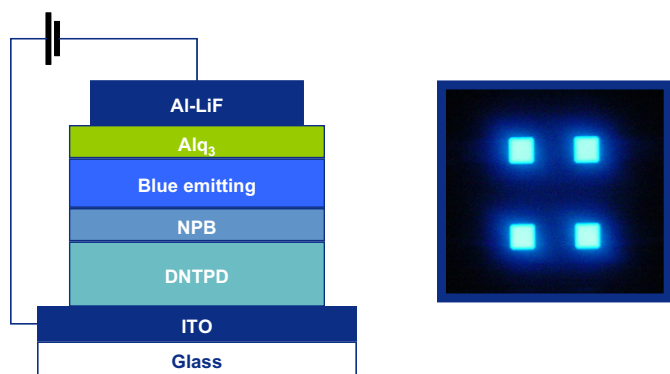 Al-LiF
Alq₃
Blue emitting
NPB
DNTPD
ITO
Glass